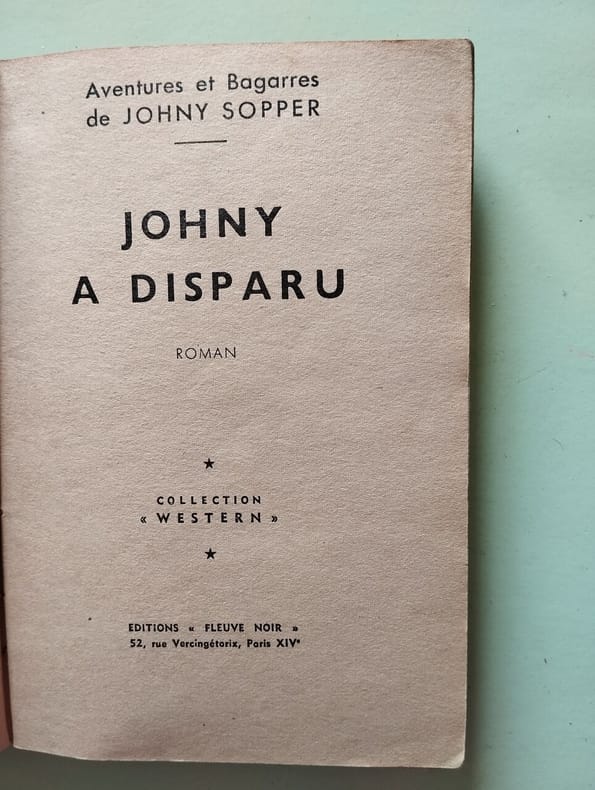 Aventures et Bagarres
de JOHNY SOPPER
JOHNY
A DISPARU
ROMAN
★
COLLECTION
« WESTERN »
★
EDITIONS « FLEUVE NOIR »
52, rue Vercingétorix, Paris XIVe